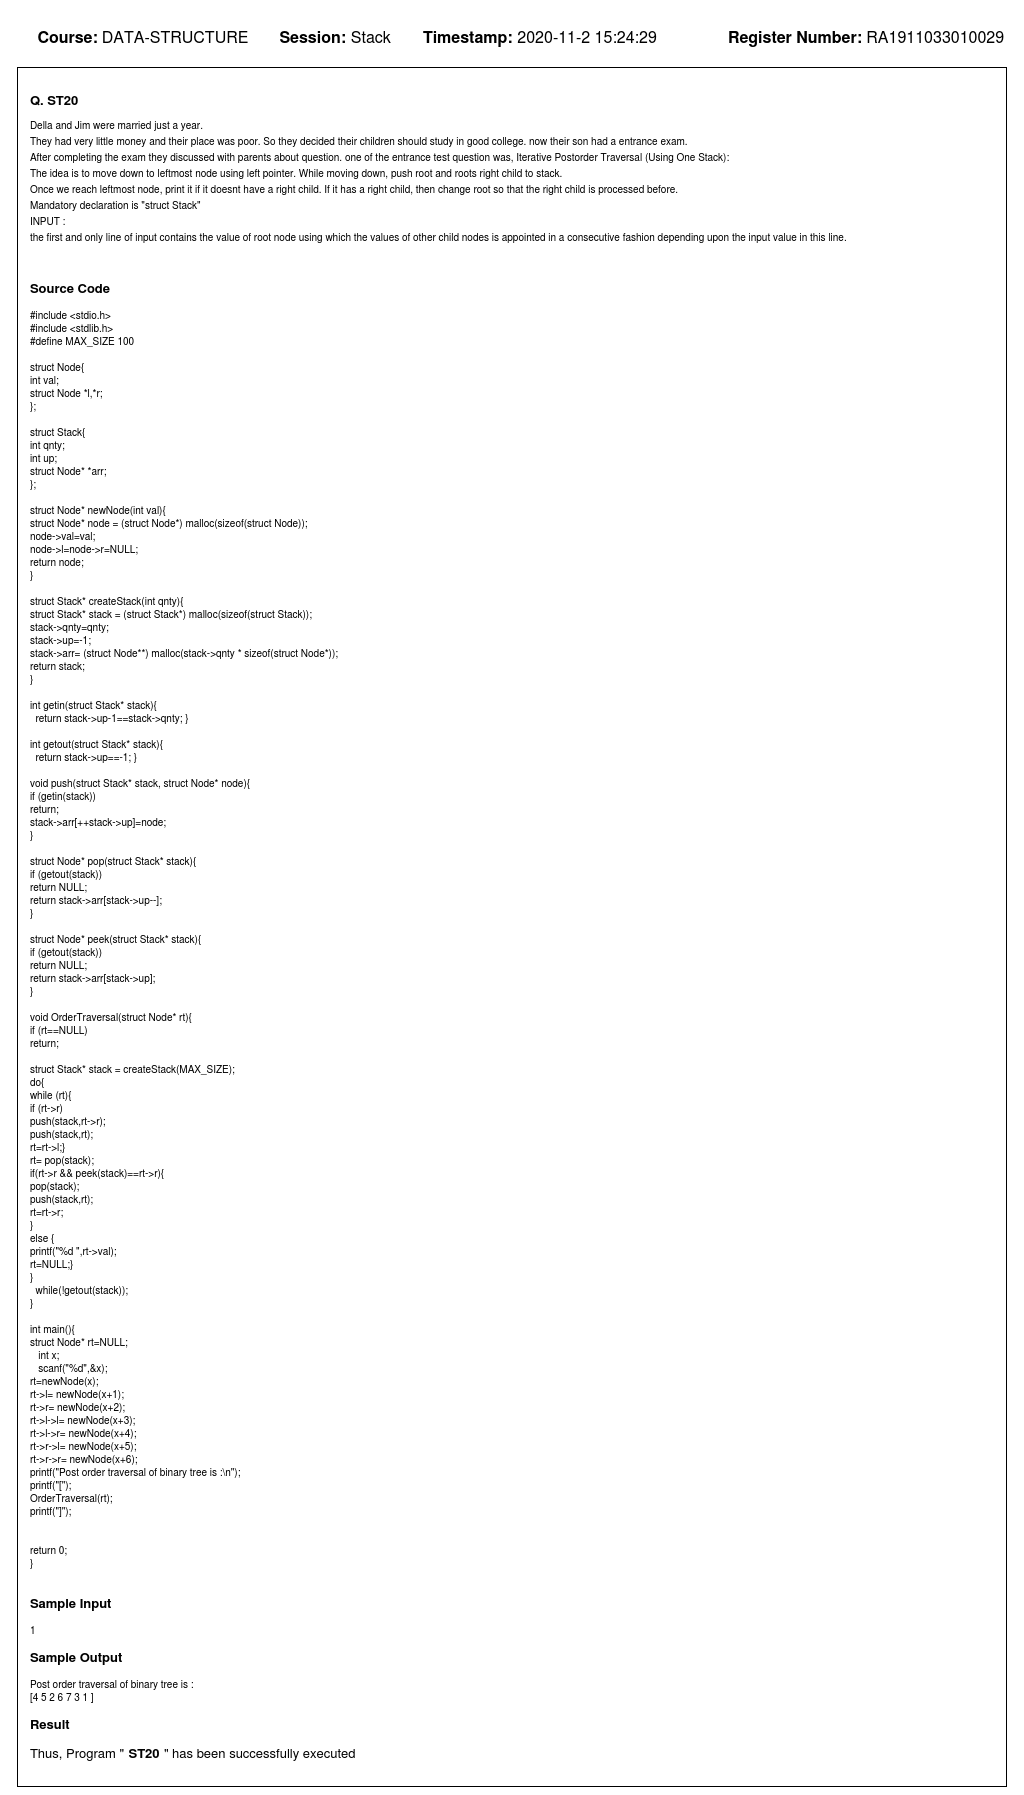 Course: DATA-STRUCTURE Session: Stack Timestamp: 2020-11-2 15:24:29 Register Number: RA1911033010029
Q. ST20
Della and Jim were married just a year.
They had very little money and their place was poor. So they decided their children should study in good college. now their son had a entrance exam.
After completing the exam they discussed with parents about question. one of the entrance test question was, Iterative Postorder Traversal (Using One Stack):
The idea is to move down to leftmost node using left pointer. While moving down, push root and roots right child to stack.
Once we reach leftmost node, print it if it doesnt have a right child. If it has a right child, then change root so that the right child is processed before.
Mandatory declaration is "struct Stack"
INPUT :
the first and only line of input contains the value of root node using which the values of other child nodes is appointed in a consecutive fashion depending upon the input value in this line.
Source Code
#include <stdio.h>
#include <stdlib.h>
#define MAX_SIZE 100
struct Node{
int val;
struct Node *l,*r;
};
struct Stack{
int qnty;
int up;
struct Node* *arr;
};
struct Node* newNode(int val){
struct Node* node = (struct Node*) malloc(sizeof(struct Node));
node->val=val;
node->l=node->r=NULL;
return node;
}
struct Stack* createStack(int qnty){
struct Stack* stack = (struct Stack*) malloc(sizeof(struct Stack));
stack->qnty=qnty;
stack->up=-1;
stack->arr= (struct Node**) malloc(stack->qnty * sizeof(struct Node*));
return stack;
}
int getin(struct Stack* stack){
return stack->up-1==stack->qnty; }
int getout(struct Stack* stack){
return stack->up==-1; }
void push(struct Stack* stack, struct Node* node){
if (getin(stack))
return;
stack->arr[++stack->up]=node;
}
struct Node* pop(struct Stack* stack){
if (getout(stack))
return NULL;
return stack->arr[stack->up--];
}
struct Node* peek(struct Stack* stack){
if (getout(stack))
return NULL;
return stack->arr[stack->up];
}
void OrderTraversal(struct Node* rt){
if (rt==NULL)
return;
struct Stack* stack = createStack(MAX_SIZE);
do{
while (rt){
if (rt->r)
push(stack,rt->r);
push(stack,rt);
rt=rt->l;}
rt= pop(stack);
if(rt->r && peek(stack)==rt->r){
pop(stack);
push(stack,rt);
rt=rt->r;
}
else {
printf("%d ",rt->val);
rt=NULL;}
}
while(!getout(stack));
}
int main(){
struct Node* rt=NULL;
int x;
scanf("%d",&x);
rt=newNode(x);
rt->l= newNode(x+1);
rt->r= newNode(x+2);
rt->l->l= newNode(x+3);
rt->l->r= newNode(x+4);
rt->r->l= newNode(x+5);
rt->r->r= newNode(x+6);
printf("Post order traversal of binary tree is :\n");
printf("[");
OrderTraversal(rt);
printf("]");
return 0;
}
Sample Input
1
Sample Output
Post order traversal of binary tree is :
[4 5 2 6 7 3 1 ]
Result
Thus, Program " ST20 " has been successfully executed